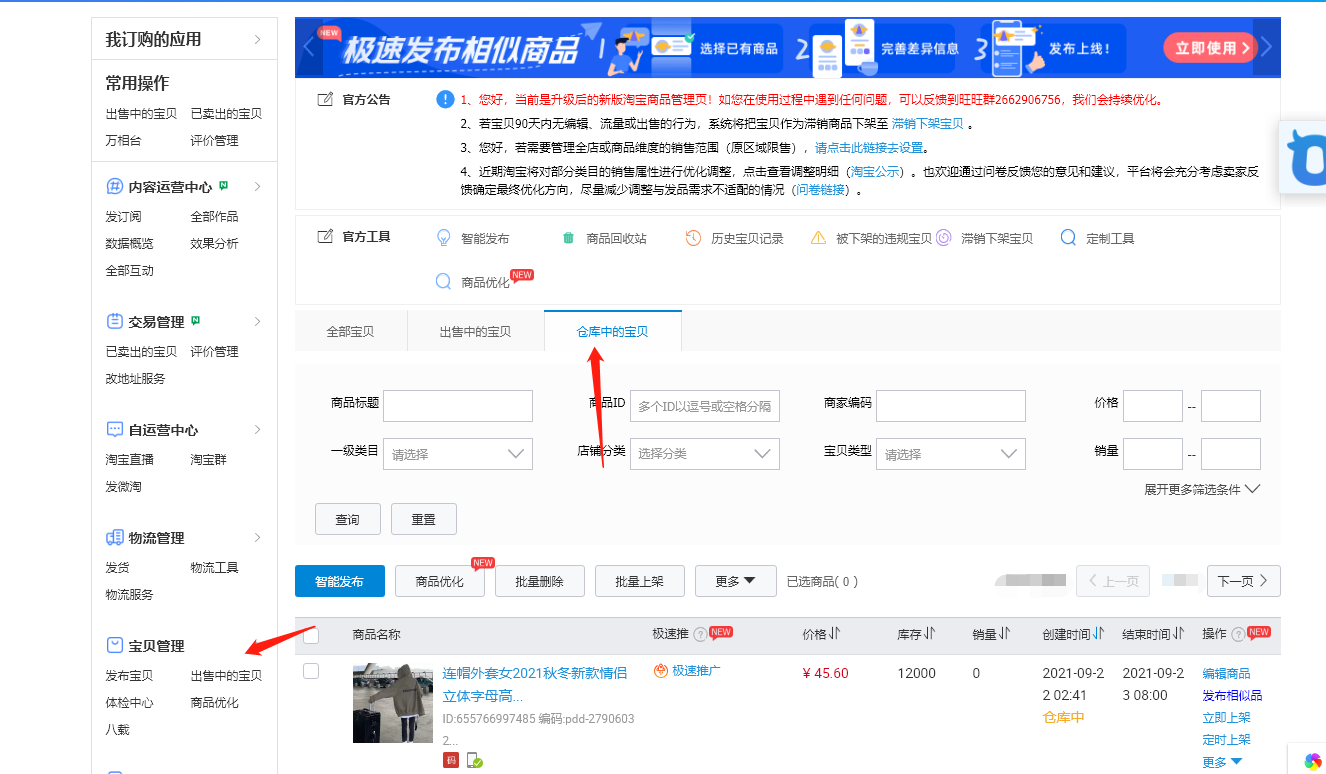 我订购的应用
常用操作
出售中的宝贝 已卖出的宝贝
万相台 评价管理
内容运营中心 N
发订阅 全部作品
数据概览 效果分析
全部互动
交易管理 N
已卖出的宝贝 评价管理
改地址服务
自运营中心
淘宝直播 淘宝群
发微淘
物流管理
发货 物流工具
物流服务
宝贝管理
发布宝贝 出售中的宝贝
体检中心 商品优化
八载
NEW 极速发布相似商品 1 选择已有商品 2 完善差异信息 3 发布上线! 立即使用
官方公告
1、您好，当前是升级后的新版淘宝商品管理页！如您在使用过程中遇到任何问题，可以反馈到旺旺群2662906756，我们会持续优化。
2、若宝贝90天内无编辑、流量或出售的行为，系统将把宝贝作为滞销商品下架至 滞销下架宝贝 。
3、您好，若需要管理全店或商品维度的销售范围（原区域限售），请点击此链接去设置。
4、近期淘宝将对部分类目的销售属性进行优化调整，点击查看调整明细（淘宝公示）。也欢迎通过问卷反馈您的意见和建议，平台将会充分考虑卖家反
馈确定最终优化方向，尽量减少调整与发品需求不适配的情况（问卷链接）。
官方工具 智能发布 商品回收站 历史宝贝记录 被下架的违规宝贝 滞销下架宝贝 定制工具
商品优化 NEW
全部宝贝 出售中的宝贝 仓库中的宝贝
商品标题 商品ID 多个ID以逗号或空格分隔 商家编码 价格 --
一级类目 请选择 店铺分类 选择分类 宝贝类型 请选择 销量 --
展开更多筛选条件
查询 重置
智能发布 商品优化 NEW 批量删除 批量上架 更多 已选商品( 0 ) 上一页 下一页
商品名称 极速推 ? NEW 价格 库存 销量 创建时间 结束时间 操作 ? NEW
连帽外套女2021秋冬新款情侣 极速推广 ¥ 45.60 12000 0 2021-09-2 2021-09-2 编辑商品
立体字母高... 2 02:41 3 08:00 发布相似品
ID:655766997485 编码:pdd-2790603 仓库中 立即上架
2... 定时上架
码 更多